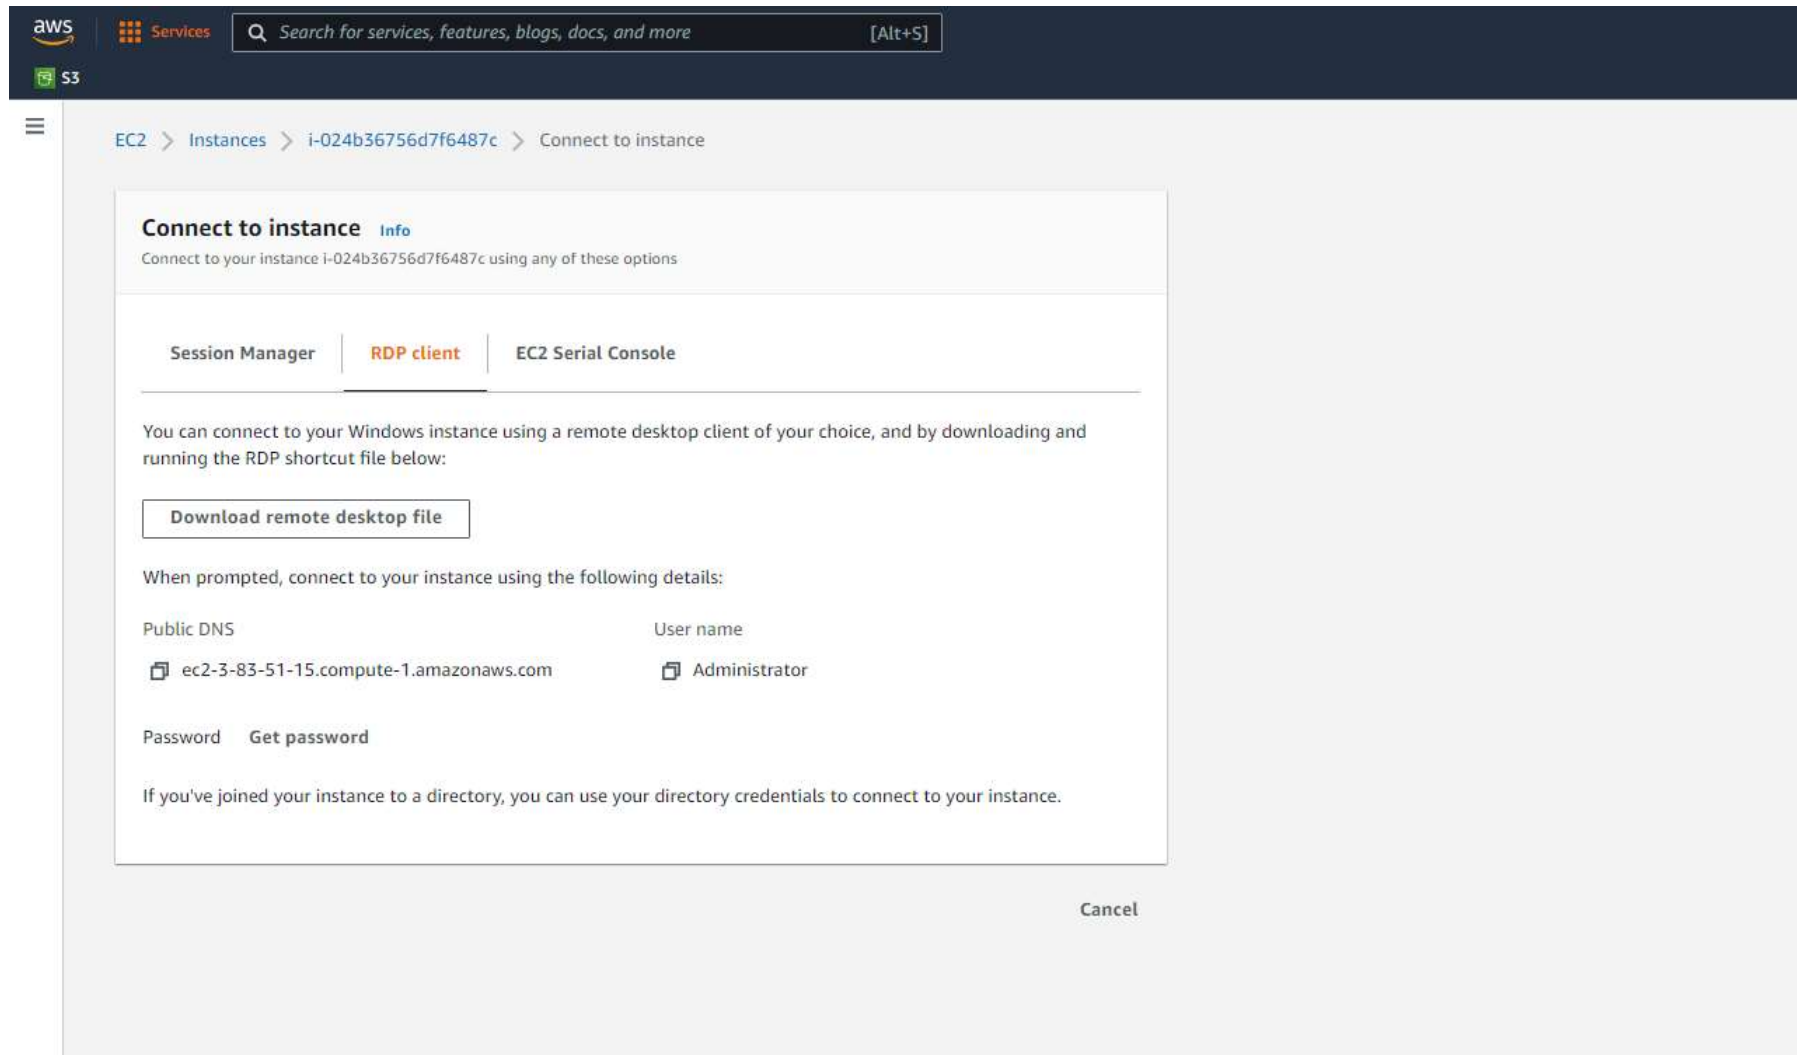 aws
Services
Search for services, features, blogs, docs, and more
[Alt+S]
S3
EC2 > Instances > i-024b36756d7f6487c > Connect to instance
Connect to instance Info
Connect to your instance i-024b36756d7f6487c using any of these options
Session Manager
RDP client
EC2 Serial Console
You can connect to your Windows instance using a remote desktop client of your choice, and by downloading and
running the RDP shortcut file below:
Download remote desktop file
When prompted, connect to your instance using the following details:
Public DNS
User name
ec2-3-83-51-15.compute-1.amazonaws.com
Administrator
Password Get password
If you've joined your instance to a directory, you can use your directory credentials to connect to your instance.
Cancel